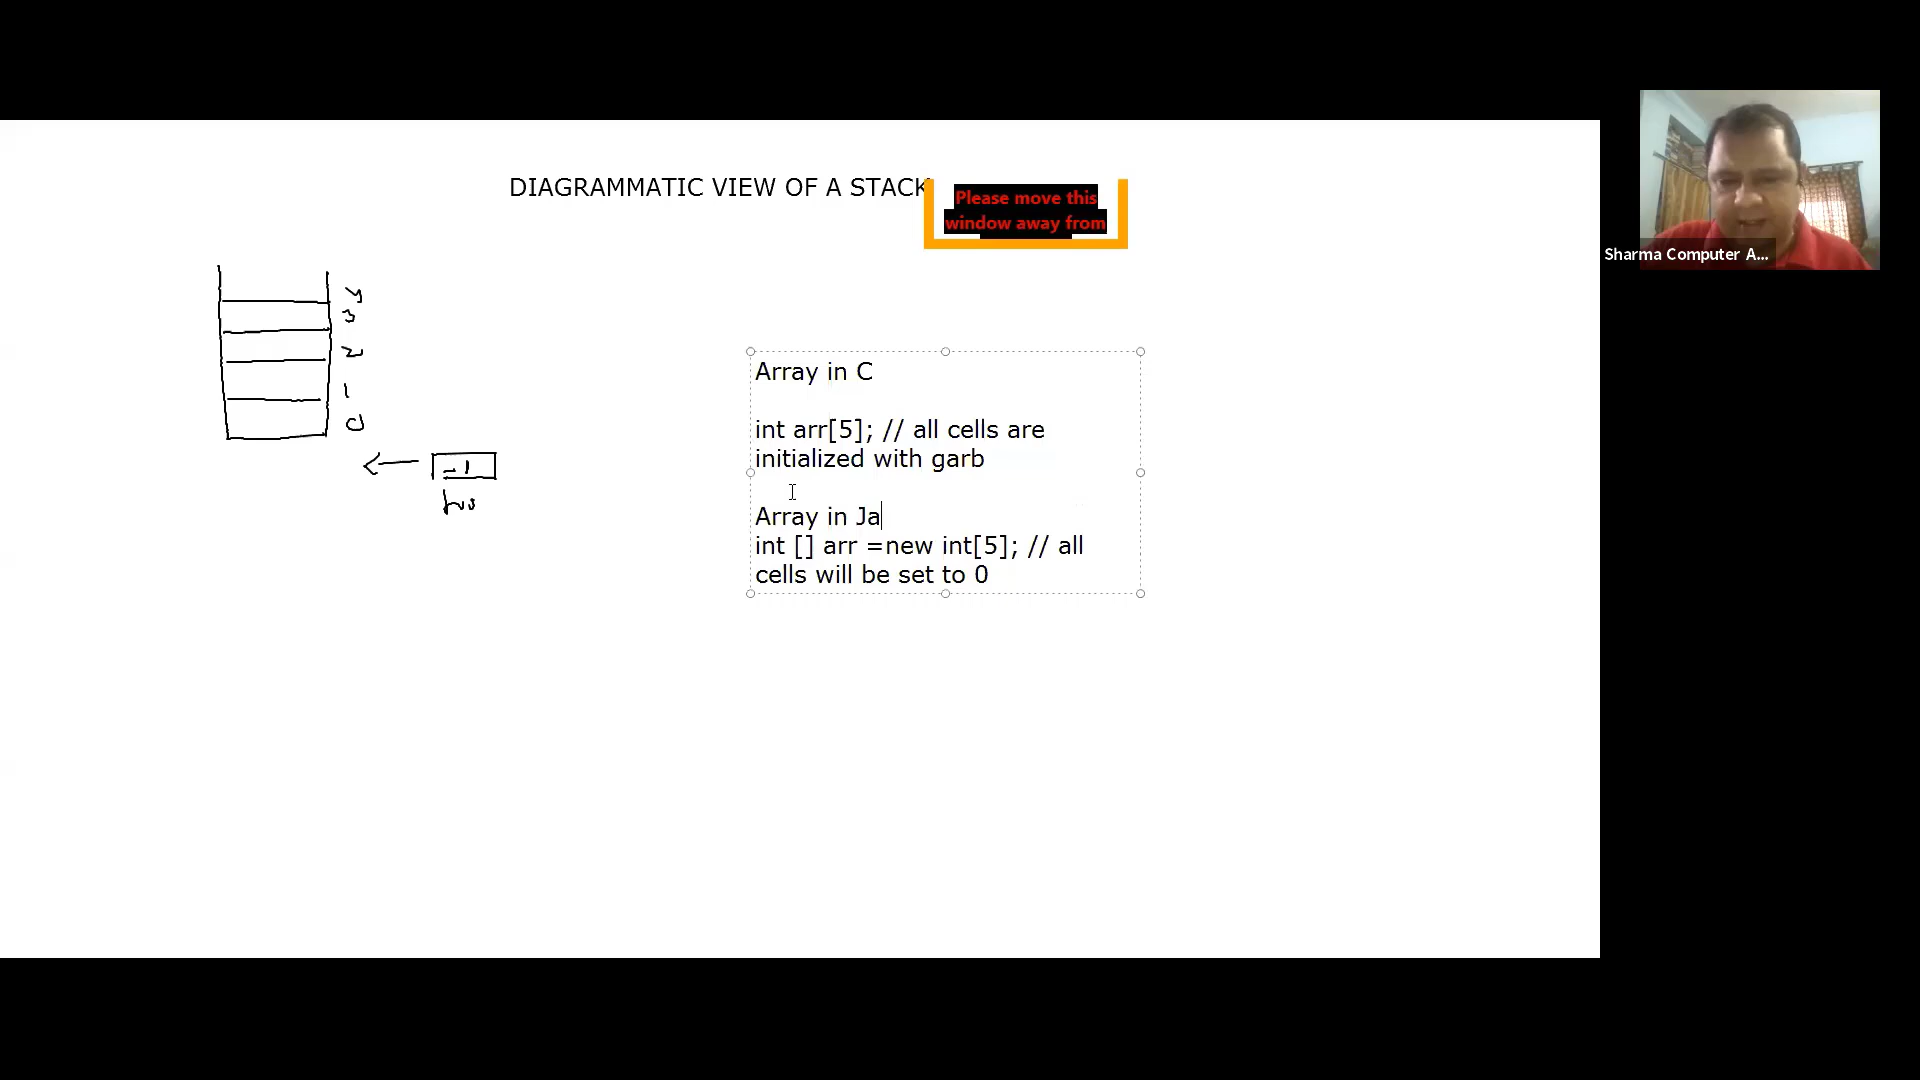 DIAGRAMMATIC VIEW OF A STACK
Please move this
window away from
Sharma Computer A...
4
3
2
1
0
-1
Array in C
int arr[5]; // all cells are
initialized with garb
Array in Ja
int [] arr =new int[5]; // all
cells will be set to 0